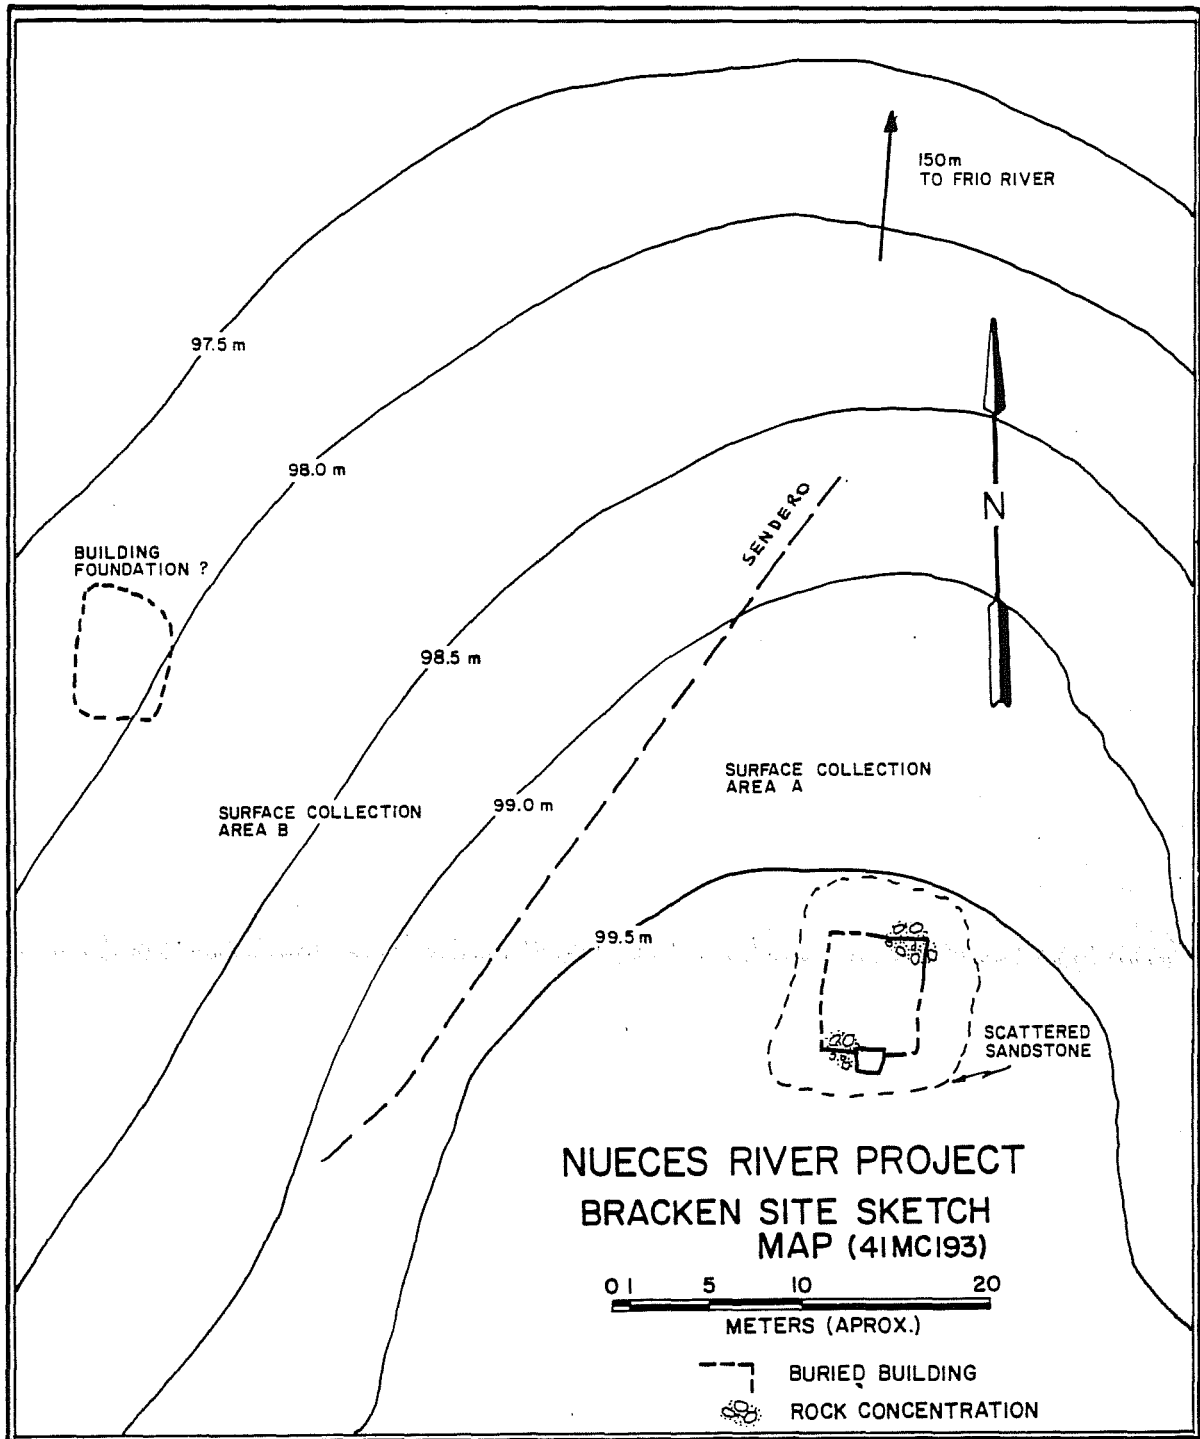 150m
TO FRIO RIVER
97.5 m
98.0 m
SENDERO
N
BUILDING
FOUNDATION ?
98.5 m
SURFACE COLLECTION
AREA A
99.0 m
SURFACE COLLECTION
AREA B
99.5 m
SCATTERED
SANDSTONE
NUECES RIVER PROJECT
BRACKEN SITE SKETCH
MAP (41MC193)
0 1 5 10 20
METERS (APROX.)
BURIED BUILDING
ROCK CONCENTRATION